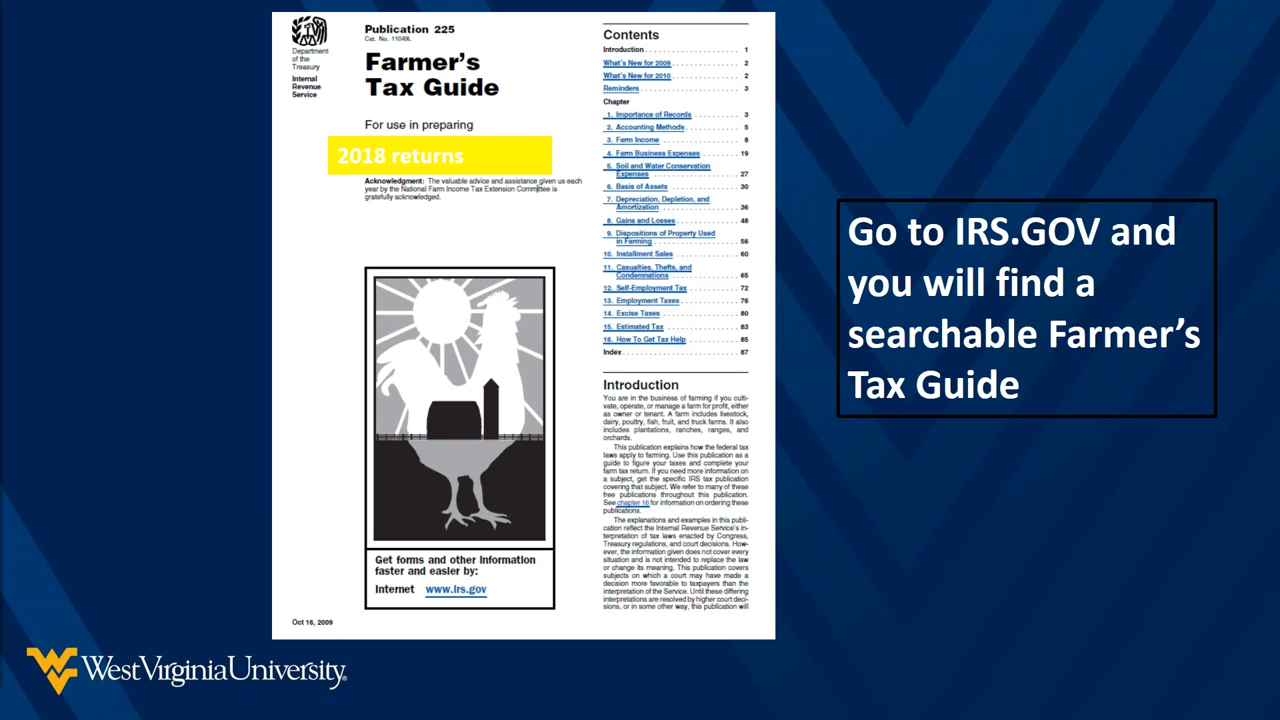 Department
of the
Treasury
Internal
Revenue
Service
Publication 225
Cat. No. 11049L
Farmer's
Tax Guide
For use in preparing
2018 returns
Acknowledgment: The valuable advice and assistance given us each
year by the National Farm Income Tax Extension Committee is
gratefully acknowledged.
Get forms and other Information
faster and easier by:
Internet www.irs.gov
Oct 16, 2009
Contents
Introduction . . . . . . . . . . . . . . . . . . . . 1
What's New for 2009 . . . . . . . . . . . . . 2
What's New for 2010 . . . . . . . . . . . . . 2
Reminders . . . . . . . . . . . . . . . . . . . . . 3
Chapter
1. Importance of Records . . . . . . . . 3
2. Accounting Methods . . . . . . . . . . 5
3. Farm Income . . . . . . . . . . . . . . . . 8
4. Farm Business Expenses . . . . . . 19
5. Soil and Water Conservation
Expenses . . . . . . . . . . . . . . . . . . 27
6. Basis of Assets . . . . . . . . . . . . . . 30
7. Depreciation, Depletion, and
Amortization . . . . . . . . . . . . . . . 36
8. Gains and Losses . . . . . . . . . . . . 48
9. Dispositions of Property Used
in Farming . . . . . . . . . . . . . . . . . 56
10. Installment Sales . . . . . . . . . . . . 60
11. Casualties, Thefts, and
Condemnations . . . . . . . . . . . . . 65
12. Self-Employment Tax . . . . . . . . . 72
13. Employment Taxes . . . . . . . . . . . 76
14. Excise Taxes . . . . . . . . . . . . . . . 80
15. Estimated Tax . . . . . . . . . . . . . . 83
16. How To Get Tax Help . . . . . . . . . 85
Index . . . . . . . . . . . . . . . . . . . . . . . . . 87
Introduction
You are in the business of farming if you culti-
vate, operate, or manage a farm for profit, either
as owner or tenant. A farm includes livestock,
dairy, poultry, fish, fruit, and truck farms. It also
includes plantations, ranches, ranges, and
orchards.
This publication explains how the federal tax
laws apply to farming. Use this publication as a
guide to figure your taxes and complete your
farm tax return. If you need more information on
a subject, get the specific IRS tax publication
covering that subject. We refer to many of these
free publications throughout this publication.
See chapter 16 for information on ordering these
publications.
The explanations and examples in this publi-
cation reflect the Internal Revenue Service's in-
terpretation of tax laws enacted by Congress,
Treasury regulations, and court decisions. How-
ever, the information given does not cover every
situation and is not intended to replace the law
or change its meaning. This publication covers
subjects on which a court may have made a
decision more favorable to taxpayers than the
interpretation of the Service. Until these differing
interpretations are resolved by higher court deci-
sions, or in some other way, this publication will
Go to IRS.GOV and
you will find a
searchable Farmer's
Tax Guide
West Virginia University.